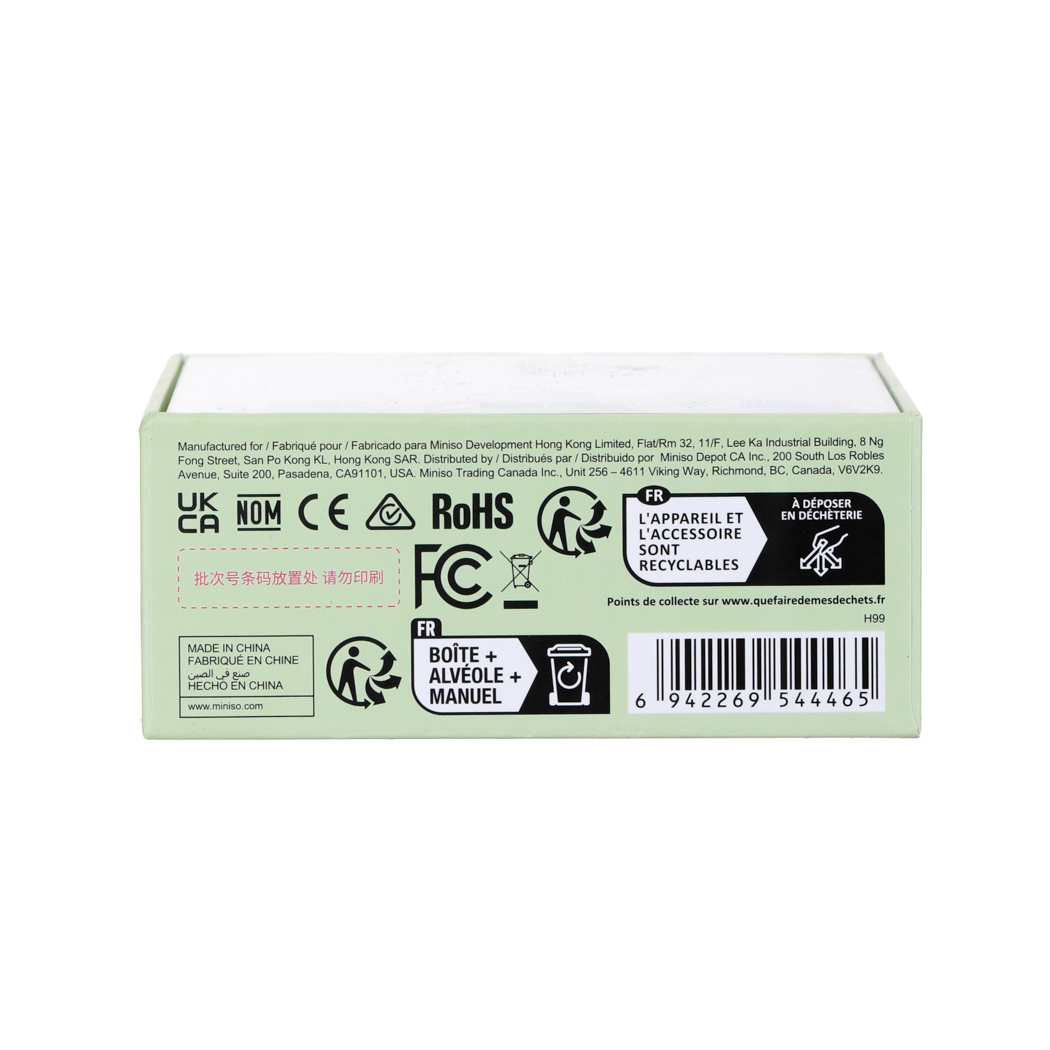 Manufactured for / Fabriqué pour / Fabricado para Miniso Development Hong Kong Limited, Flat/Rm 32, 11/F, Lee Ka Industrial Building, 8 Ng
Fong Street, San Po Kong KL, Hong Kong SAR. Distributed by / Distribués par / Distribuido por Miniso Depot CA Inc., 200 South Los Robles
Avenue, Suite 200, Pasadena, CA91101, USA. Miniso Trading Canada Inc., Unit 256 – 4611 Viking Way, Richmond, BC, Canada, V6V2K9.
UK
CA
NOM
CE
RoHS
FR
L'APPAREIL ET
L'ACCESSOIRE
SONT
RECYCLABLES
À DÉPOSER
EN DÉCHÈTERIE
批次号条码放置处 请勿印刷
FC
Points de collecte sur www.quefairedemesdechets.fr
H99
MADE IN CHINA
FABRIQUÉ EN CHINE
صنع في الصين
HECHO EN CHINA
www.miniso.com
FR
BOÎTE +
ALVÉOLE +
MANUEL
6 942269 544465